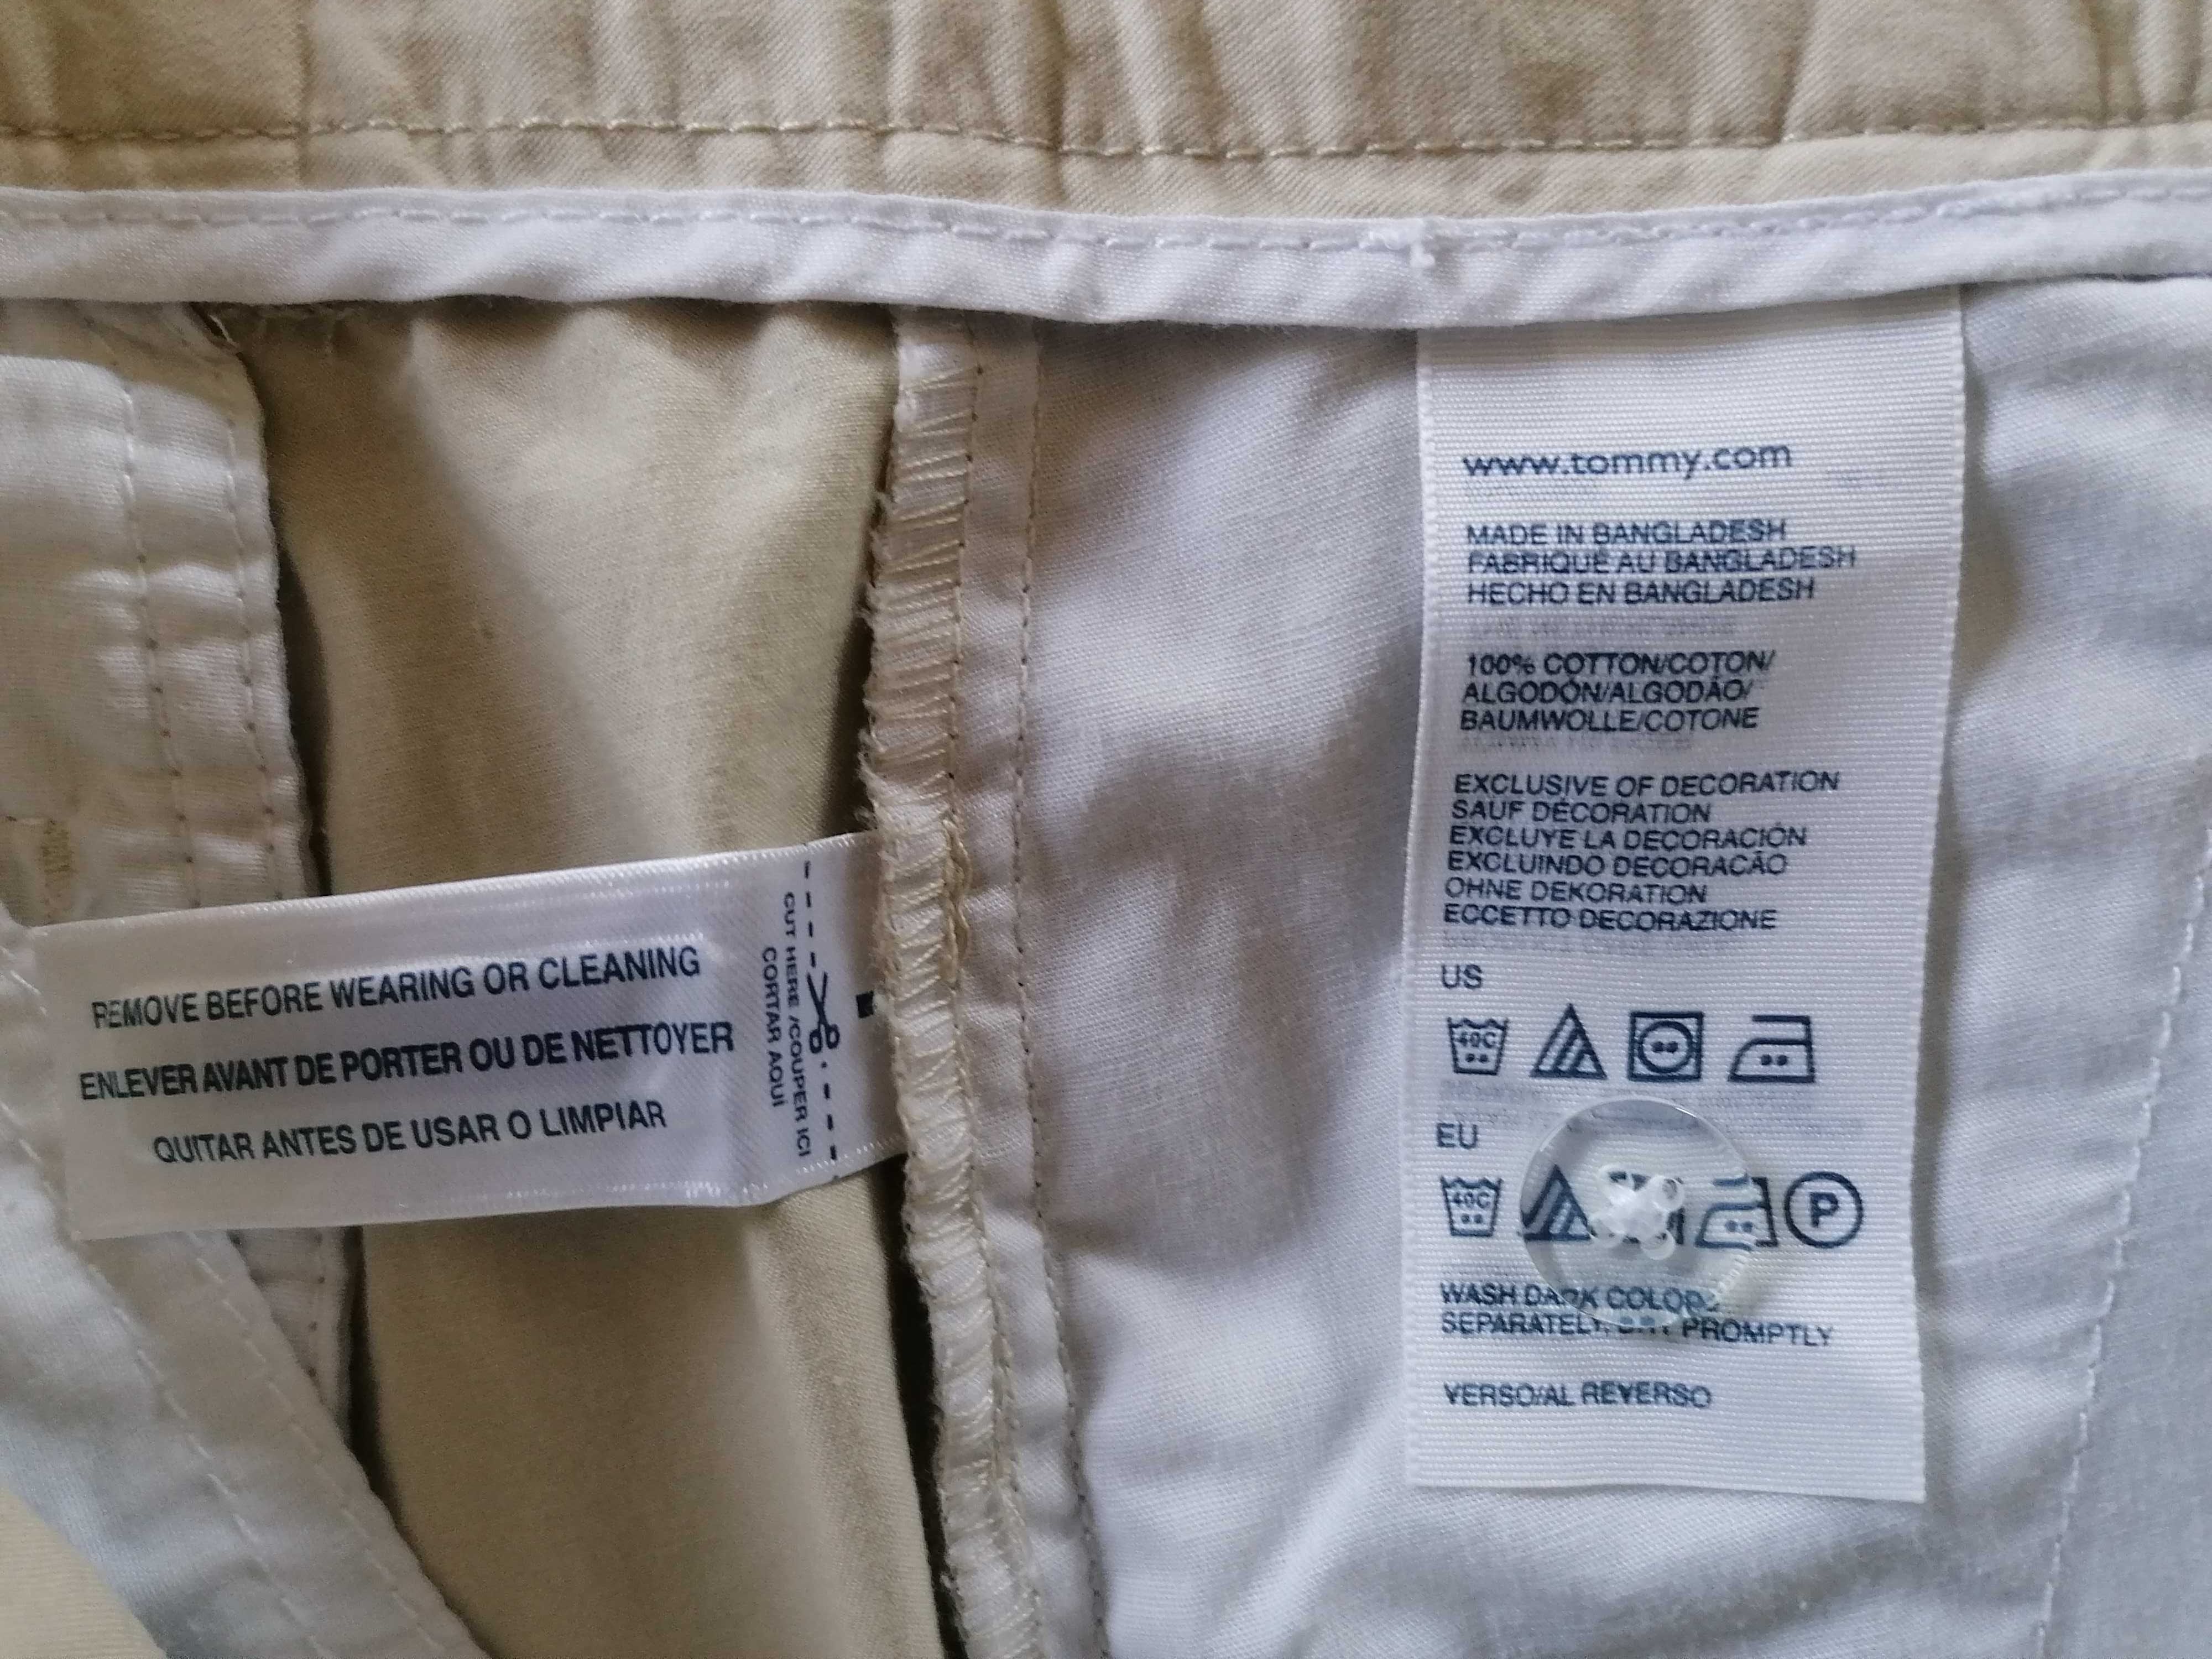 REMOVE BEFORE WEARING OR CLEANING
ENLEVER AVANT DE PORTER OU DE NETTOYER
QUITAR ANTES DE USAR O LIMPIAR
CUT HERE /COUPER ICI
CORTAR AQUI
www.tommy.com
MADE IN BANGLADESH
FABRIQUÉ AU BANGLADESH
HECHO EN BANGLADESH
100% COTTON/COTON/
ALGODÓN/ALGODÃO/
BAUMWOLLE/COTONE
EXCLUSIVE OF DECORATION
SAUF DÉCORATION
EXCLUYE LA DECORACIÓN
EXCLUINDO DECORACÃO
OHNE DEKORATION
ECCETTO DECORAZIONE
US
40C
EU
40C P
WASH DARK COLORS
SEPARATELY. DRY PROMPTLY
VERSO/AL REVERSO